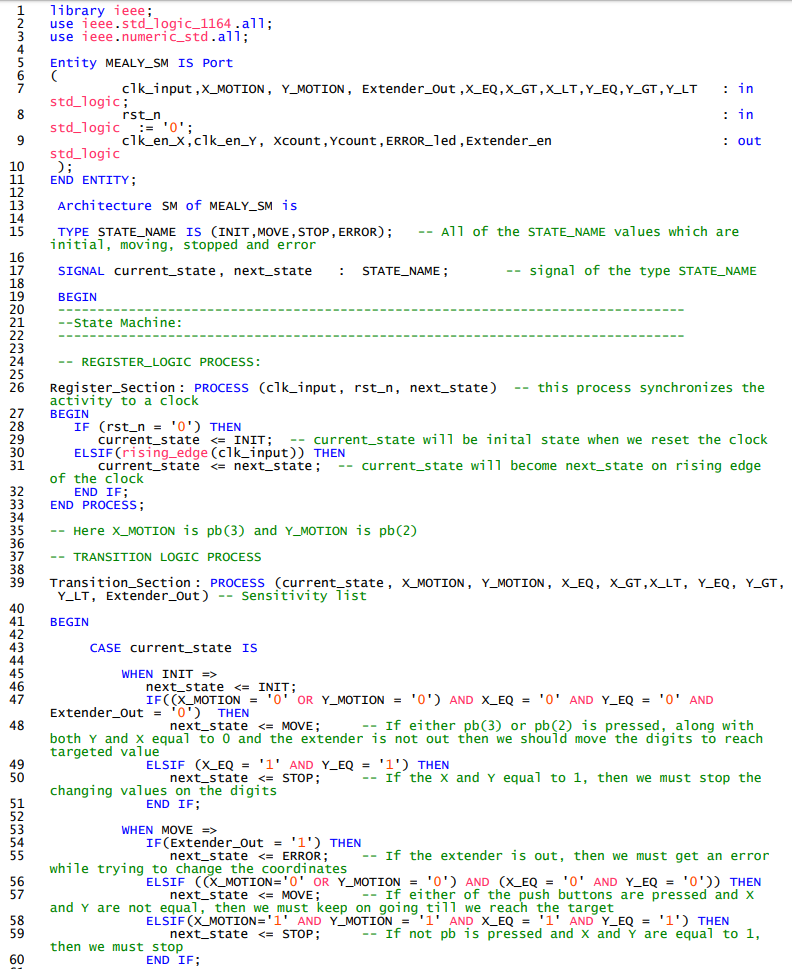 1 library ieee;
2 use ieee.std_logic_1164.all;
3 use ieee.numeric_std.all;
4
5 Entity MEALY_SM IS Port
6 (
7 clk_input,X_MOTION, Y_MOTION, Extender_Out,X_EQ,X_GT,X_LT,Y_EQ,Y_GT,Y_LT : in
std_logic;
8 rst_n : in
std_logic := '0';
9 clk_en_X,clk_en_Y, Xcount,Ycount,ERROR_led,Extender_en : out
std_logic
10 );
11 END ENTITY;
12
13 Architecture SM of MEALY_SM is
14
15 TYPE STATE_NAME IS (INIT,MOVE,STOP,ERROR); -- All of the STATE_NAME values which are
initial, moving, stopped and error
16
17 SIGNAL current_state, next_state : STATE_NAME; -- signal of the type STATE_NAME
18
19 BEGIN
20 -------------------------------------------------------------------------------
21 --State Machine:
22 -------------------------------------------------------------------------------
23
24 -- REGISTER_LOGIC PROCESS:
25
26 Register_Section: PROCESS (clk_input, rst_n, next_state) -- this process synchronizes the
activity to a clock
27 BEGIN
28 IF (rst_n = '0') THEN
29 current_state <= INIT; -- current_state will be inital state when we reset the clock
30 ELSIF(rising_edge(clk_input)) THEN
31 current_state <= next_state; -- current_state will become next_state on rising edge
of the clock
32 END IF;
33 END PROCESS;
34
35 -- Here X_MOTION is pb(3) and Y_MOTION is pb(2)
36
37 -- TRANSITION LOGIC PROCESS
38
39 Transition_Section: PROCESS (current_state, X_MOTION, Y_MOTION, X_EQ, X_GT,X_LT, Y_EQ, Y_GT,
Y_LT, Extender_Out) -- Sensitivity list
40
41 BEGIN
42
43 CASE current_state IS
44
45 WHEN INIT =>
46 next_state <= INIT;
47 IF((X_MOTION = '0' OR Y_MOTION = '0') AND X_EQ = '0' AND Y_EQ = '0' AND
Extender_Out = '0') THEN
48 next_state <= MOVE; -- If either pb(3) or pb(2) is pressed, along with
both Y and X equal to 0 and the extender is not out then we should move the digits to reach
targeted value
49 ELSIF (X_EQ = '1' AND Y_EQ = '1') THEN
50 next_state <= STOP; -- If the X and Y equal to 1, then we must stop the
changing values on the digits
51 END IF;
52
53 WHEN MOVE =>
54 IF(Extender_Out = '1') THEN
55 next_state <= ERROR; -- If the extender is out, then we must get an error
while trying to change the coordinates
56 ELSIF ((X_MOTION='0' OR Y_MOTION = '0') AND (X_EQ = '0' AND Y_EQ = '0')) THEN
57 next_state <= MOVE; -- If either of the push buttons are pressed and X
and Y are not equal, then we must keep on going till we reach the target
58 ELSIF(X_MOTION='1' AND Y_MOTION = '1' AND X_EQ = '1' AND Y_EQ = '1') THEN
59 next_state <= STOP; -- If not pb is pressed and X and Y are equal to 1,
then we must stop
60 END IF;